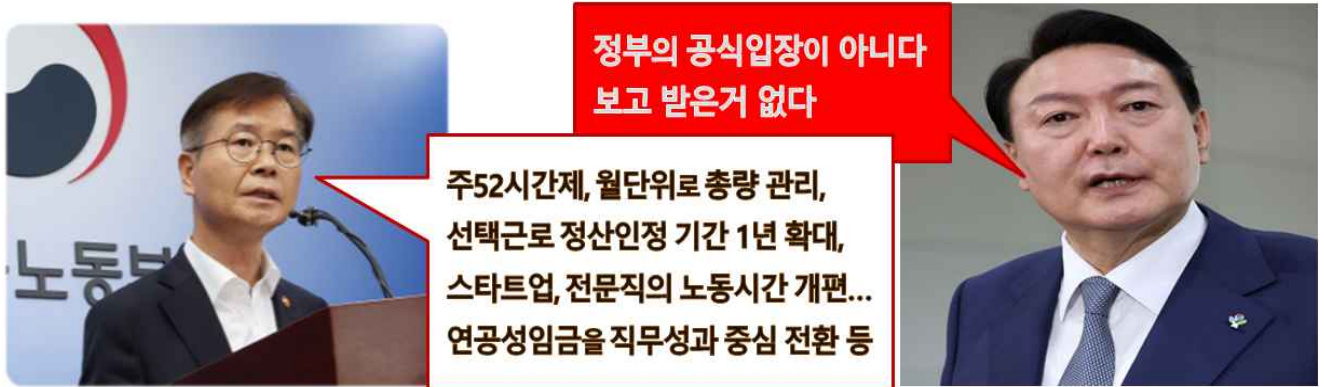 정부의 공식입장이 아니다
보고 받은거 없다
주52시간제, 월단위로 총량 관리,
선택근로 정산인정 기간 1년 확대,
스타트업, 전문직의 노동시간 개편...
연공성임금을 직무성과 중심 전환 등
노동부